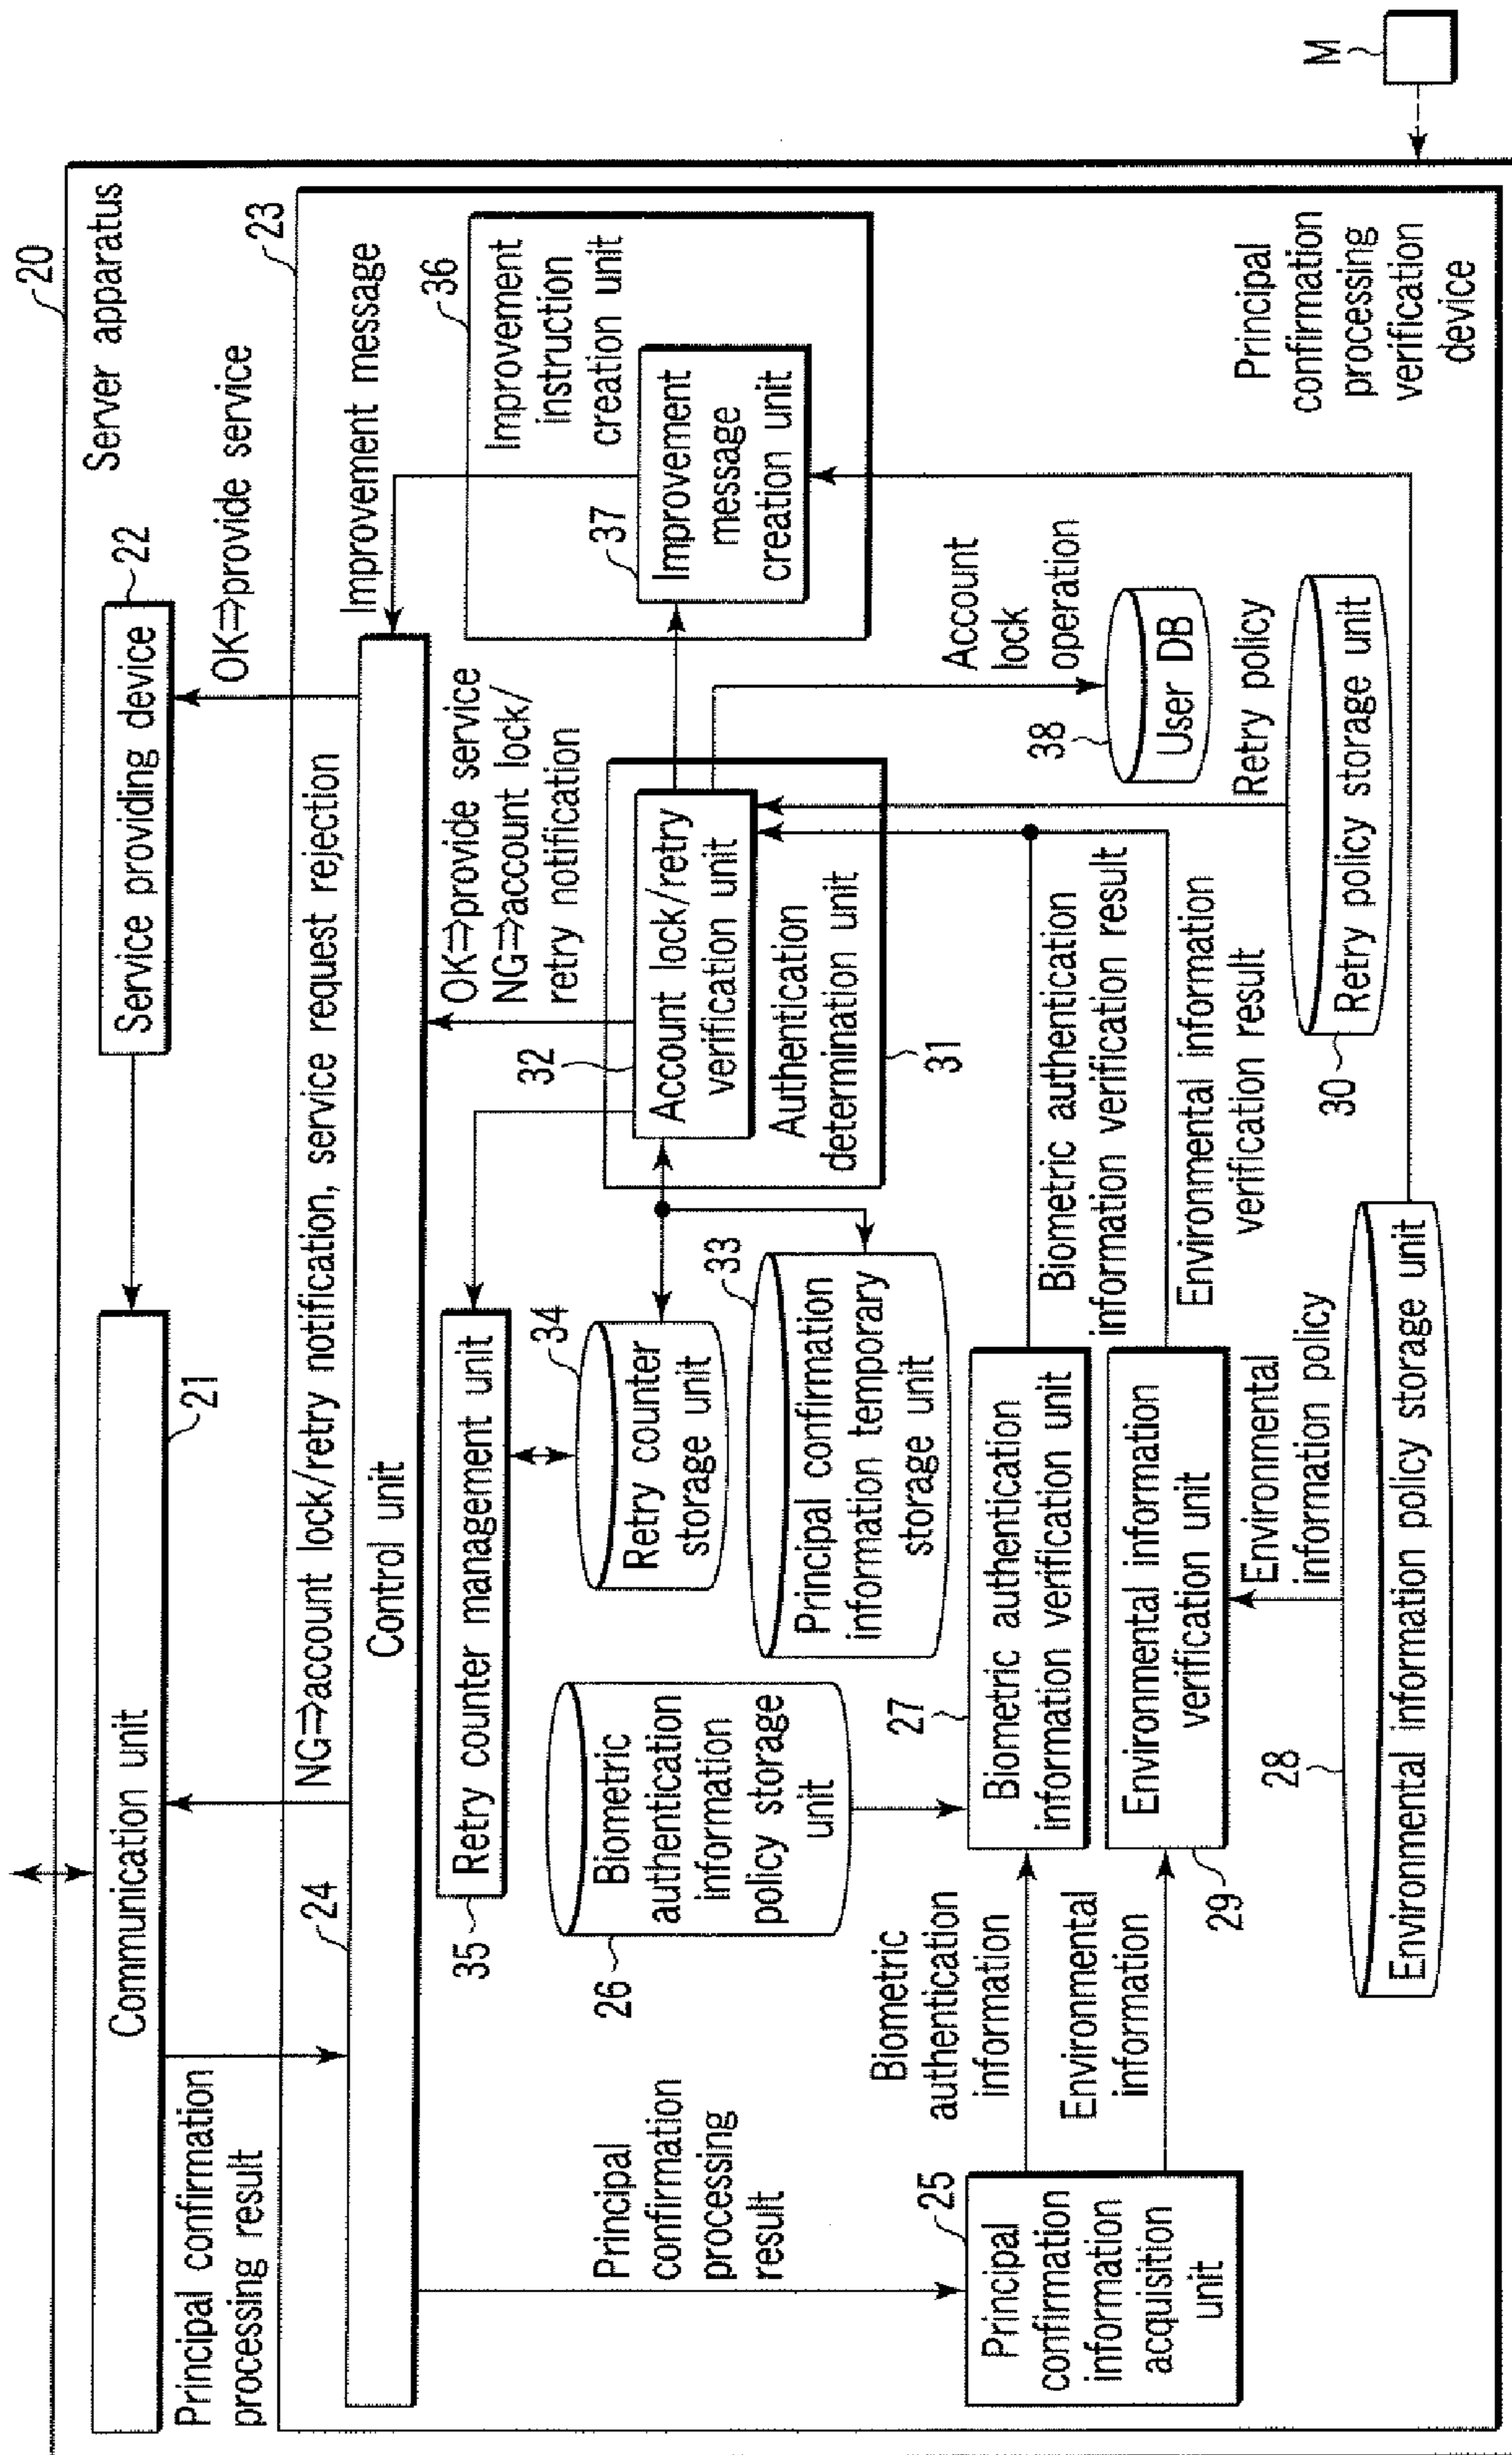 20
Server apparatus
Communication unit
21
Service providing device
22
OK⇒provide service
Principal confirmation
processing result
24
NG⇒account lock/retry notification, service request rejection
23
Improvement message
Control unit
35
Retry counter management unit
OK⇒provide service
NG⇒account lock/
retry notification
36
Improvement
instruction
creation unit
37
Improvement
message
creation unit
34
Retry counter
storage unit
32
Account lock/retry
verification unit
Authentication
determination unit
31
26
Biometric
authentication
information
policy storage
unit
33
Principal confirmation
information temporary
storage unit
Principal
confirmation
processing
result
25
Principal
confirmation
information
acquisition
unit
Biometric
authentication
information
Environmental
information
27
Biometric authentication
information verification unit
Environmental information
verification unit
29
Biometric authentication
information verification result
Environmental information
verification result
Account
lock
operation
38
User DB
Retry policy
30
Retry policy storage unit
Environmental
information policy
28
Environmental information policy storage unit
Principal
confirmation
processing
verification
device
M